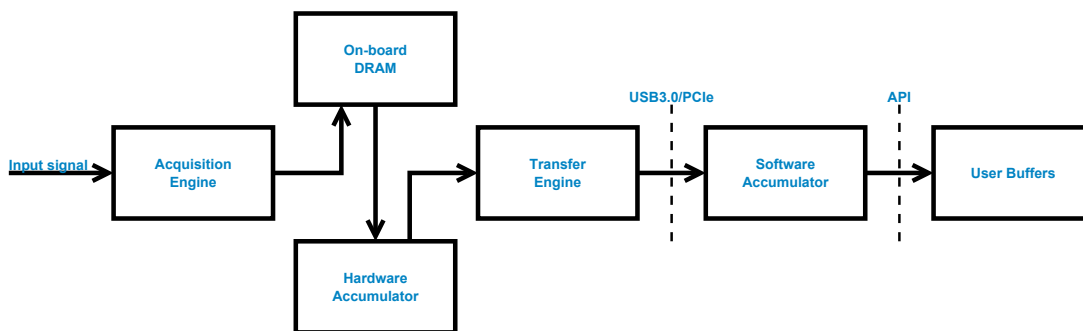 Input signal
Acquisition
Engine
On-board
DRAM
Hardware
Accumulator
Transfer
Engine
USB3.0/PCIe
Software
Accumulator
API
User Buffers